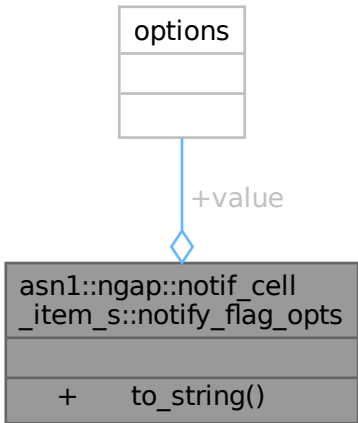 options
+value
asn1::ngap::notif_cell
_item_s::notify_flag_opts
+ to_string()